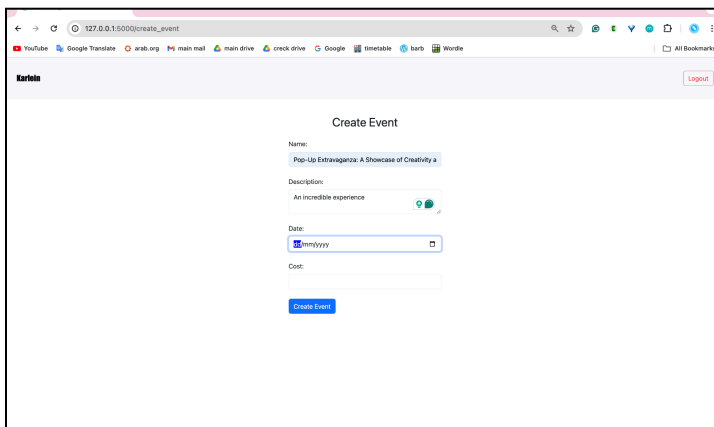 127.0.0.1:5000/create_event
YouTube Google Translate arab.org main mail main drive creck drive Google timetable barb Wordle All Bookmarks
Karlein Logout
Create Event
Name:
Pop-Up Extravaganza: A Showcase of Creativity a
Description:
An incredible experience
Date:
dd/mm/yyyy
Cost:
Create Event